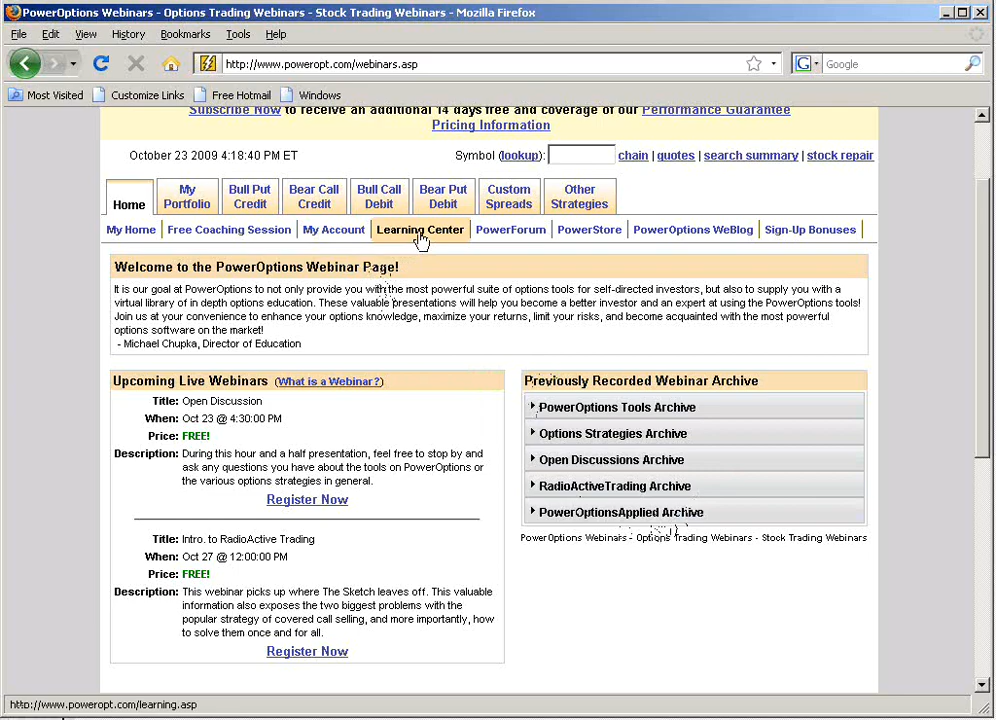 PowerOptions Webinars - Options Trading Webinars - Stock Trading Webinars - Mozilla Firefox
File Edit View History Bookmarks Tools Help
http://www.poweropt.com/webinars.asp
G Google
Most Visited Customize Links Free Hotmail Windows
Subscribe Now to receive an additional 14 days free and coverage of our Performance Guarantee
Pricing Information
October 23 2009 4:18:40 PM ET
Symbol (lookup): chain | quotes | search summary | stock repair
Home
My Portfolio
Bull Put Credit
Bear Call Credit
Bull Call Debit
Bear Put Debit
Custom Spreads
Other Strategies
My Home Free Coaching Session My Account Learning Center PowerForum PowerStore PowerOptions WeBlog Sign-Up Bonuses
Welcome to the PowerOptions Webinar Page!
It is our goal at PowerOptions to not only provide you with the most powerful suite of options tools for self-directed investors, but also to supply you with a
virtual library of in depth options education. These valuable presentations will help you become a better investor and an expert at using the PowerOptions tools!
Join us at your convenience to enhance your options knowledge, maximize your returns, limit your risks, and become acquainted with the most powerful
options software on the market!
- Michael Chupka, Director of Education
Upcoming Live Webinars (What is a Webinar?)
Title: Open Discussion
When: Oct 23 @ 4:30:00 PM
Price: FREE!
Description: During this hour and a half presentation, feel free to stop by and
ask any questions you have about the tools on PowerOptions or
the various options strategies in general.
Register Now
Title: Intro. to RadioActive Trading
When: Oct 27 @ 12:00:00 PM
Price: FREE!
Description: This webinar picks up where The Sketch leaves off. This valuable
information also exposes the two biggest problems with the
popular strategy of covered call selling, and more importantly, how
to solve them once and for all.
Register Now
Previously Recorded Webinar Archive
PowerOptions Tools Archive
Options Strategies Archive
Open Discussions Archive
RadioActiveTrading Archive
PowerOptionsApplied Archive
PowerOptions Webinars - Options Trading Webinars - Stock Trading Webinars
http://www.poweropt.com/learning.asp